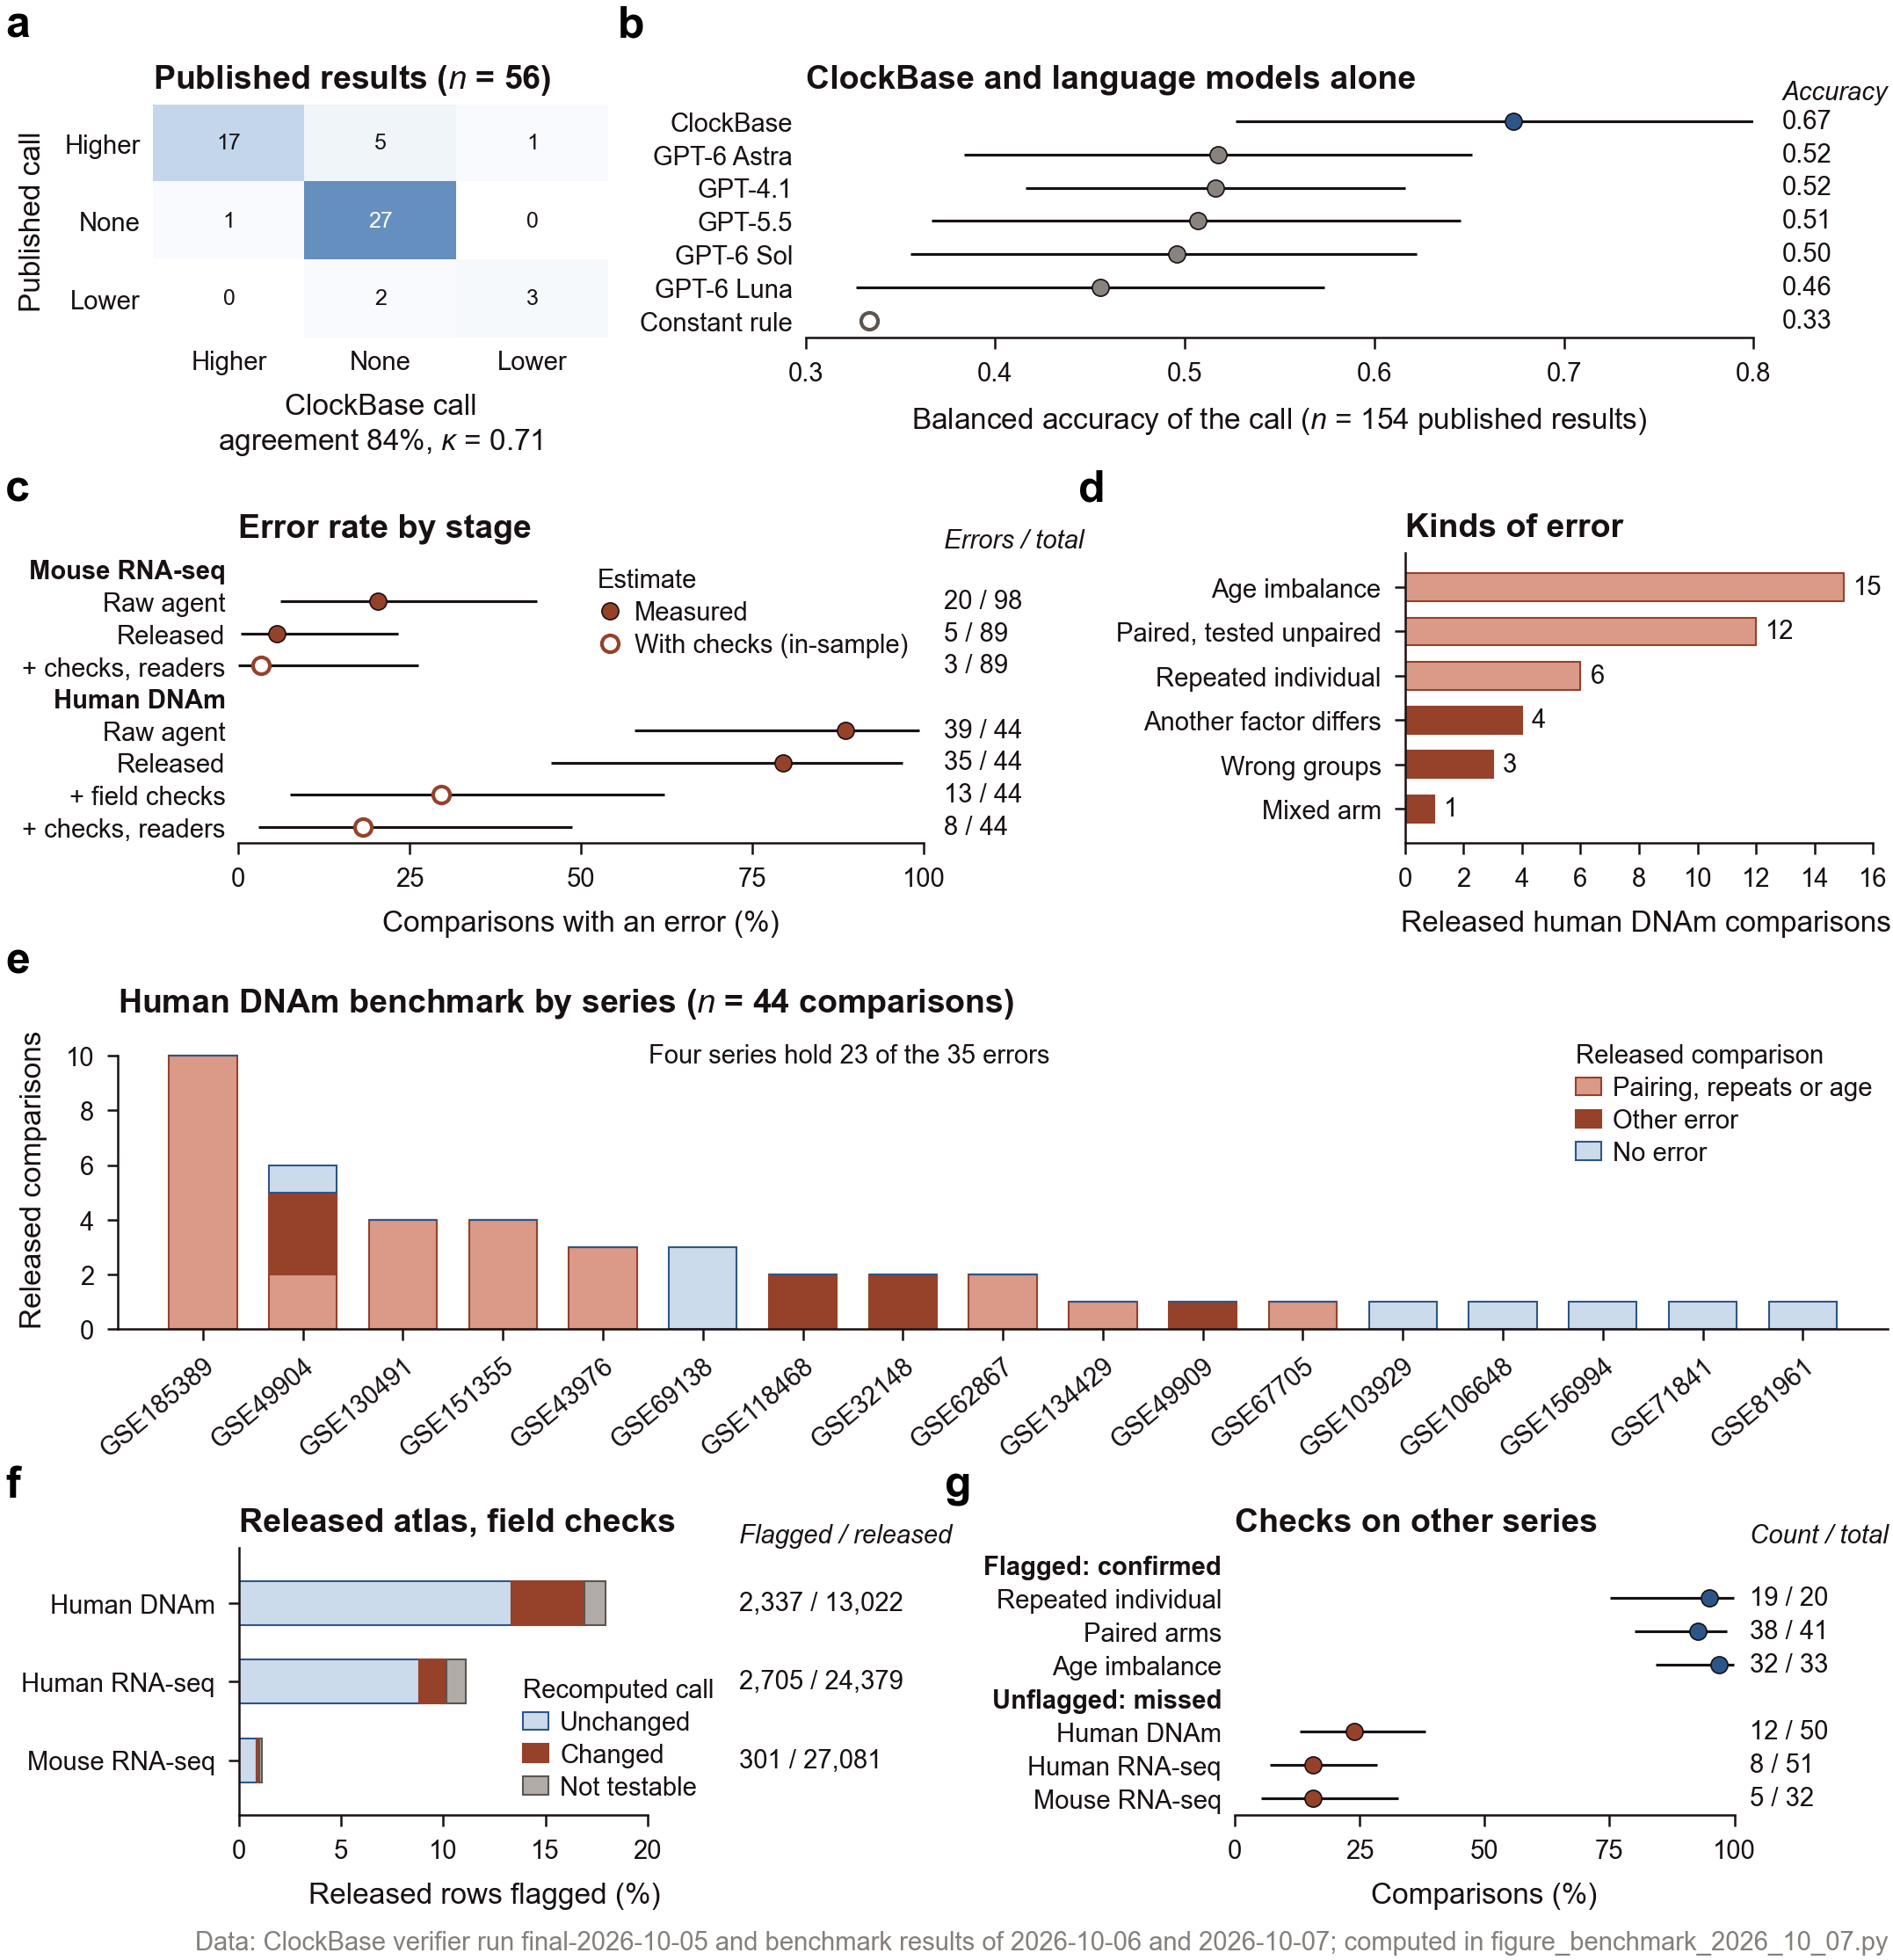 a
Published results (n = 56)
Published call
Higher 17 5 1
None 1 27 0
Lower 0 2 3
Higher None Lower
ClockBase call
agreement 84%, κ = 0.71
b
ClockBase and language models alone
Accuracy
ClockBase 0.67
GPT-6 Astra 0.52
GPT-4.1 0.52
GPT-5.5 0.51
GPT-6 Sol 0.50
GPT-6 Luna 0.46
Constant rule 0.33
0.3 0.4 0.5 0.6 0.7 0.8
Balanced accuracy of the call (n = 154 published results)
c
Error rate by stage
Errors / total
Estimate
Measured
With checks (in-sample)
Mouse RNA-seq
Raw agent 20 / 98
Released 5 / 89
+ checks, readers 3 / 89
Human DNAm
Raw agent 39 / 44
Released 35 / 44
+ field checks 13 / 44
+ checks, readers 8 / 44
0 25 50 75 100
Comparisons with an error (%)
d
Kinds of error
Age imbalance 15
Paired, tested unpaired 12
Repeated individual 6
Another factor differs 4
Wrong groups 3
Mixed arm 1
0 2 4 6 8 10 12 14 16
Released human DNAm comparisons
e
Human DNAm benchmark by series (n = 44 comparisons)
Four series hold 23 of the 35 errors
Released comparison
Pairing, repeats or age
Other error
No error
Released comparisons
10
8
6
4
2
0
GSE185389 GSE49904 GSE130491 GSE151355 GSE43976 GSE69138 GSE118468 GSE32148 GSE62867 GSE134429 GSE49909 GSE67705 GSE103929 GSE106648 GSE156994 GSE71841 GSE81961
f
Released atlas, field checks
Flagged / released
Human DNAm 2,337 / 13,022
Human RNA-seq 2,705 / 24,379
Mouse RNA-seq 301 / 27,081
Recomputed call
Unchanged
Changed
Not testable
0 5 10 15 20
Released rows flagged (%)
g
Checks on other series
Count / total
Flagged: confirmed
Repeated individual 19 / 20
Paired arms 38 / 41
Age imbalance 32 / 33
Unflagged: missed
Human DNAm 12 / 50
Human RNA-seq 8 / 51
Mouse RNA-seq 5 / 32
0 25 50 75 100
Comparisons (%)
Data: ClockBase verifier run final-2026-10-05 and benchmark results of 2026-10-06 and 2026-10-07; computed in figure_benchmark_2026_10_07.py